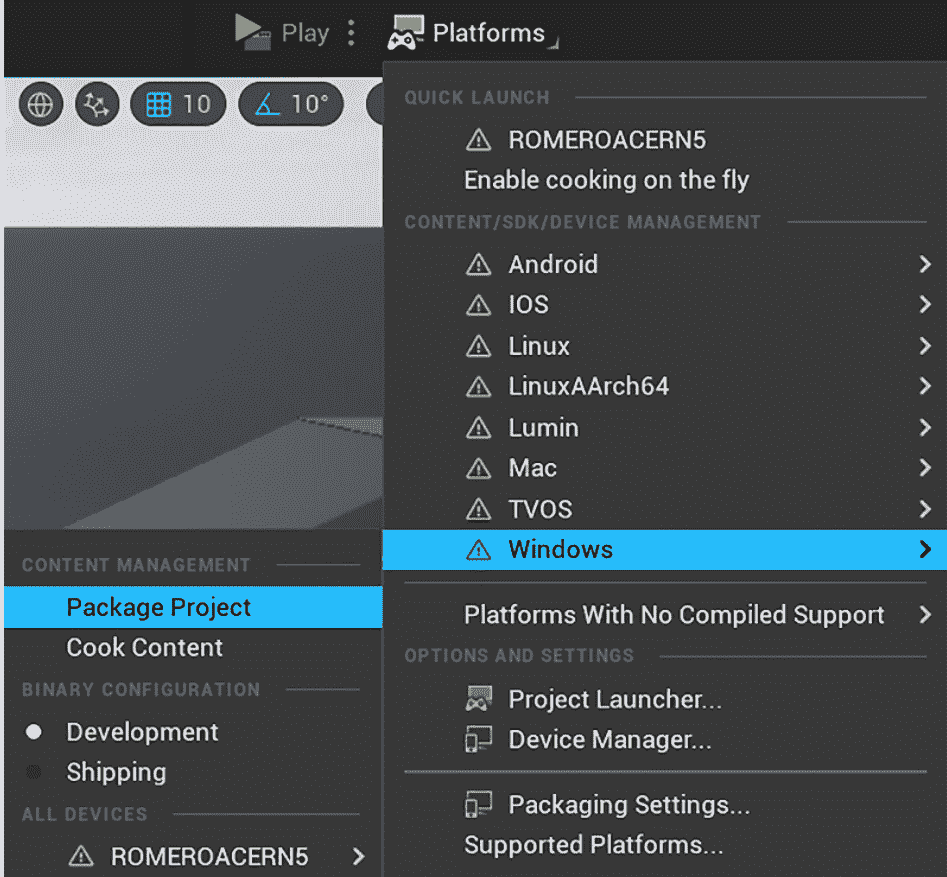 Play
Platforms
10
10°
QUICK LAUNCH
ROMEROACERN5
Enable cooking on the fly
CONTENT/SDK/DEVICE MANAGEMENT
Android
IOS
Linux
LinuxAArch64
Lumin
Mac
TVOS
Windows
Platforms With No Compiled Support
OPTIONS AND SETTINGS
Project Launcher...
Device Manager...
Packaging Settings...
Supported Platforms...
CONTENT MANAGEMENT
Package Project
Cook Content
BINARY CONFIGURATION
Development
Shipping
ALL DEVICES
ROMEROACERN5